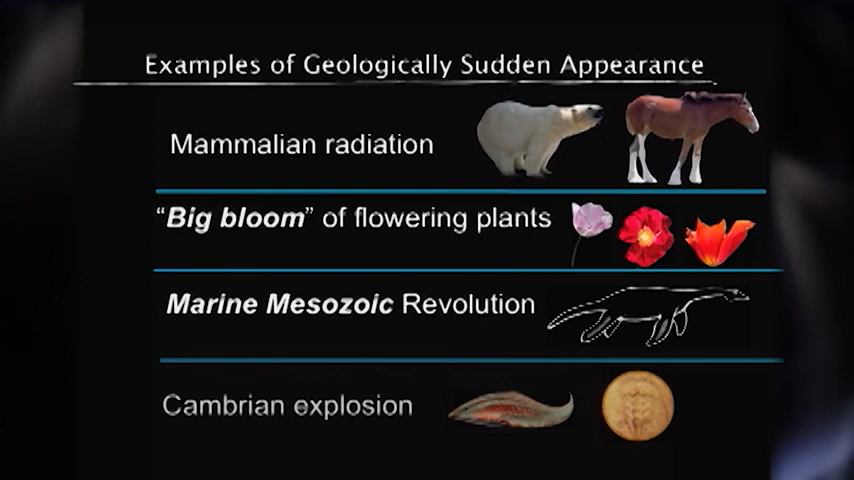 Examples of Geologically Sudden Appearance
Mammalian radiation
“Big bloom” of flowering plants
Marine Mesozoic Revolution
Cambrian explosion